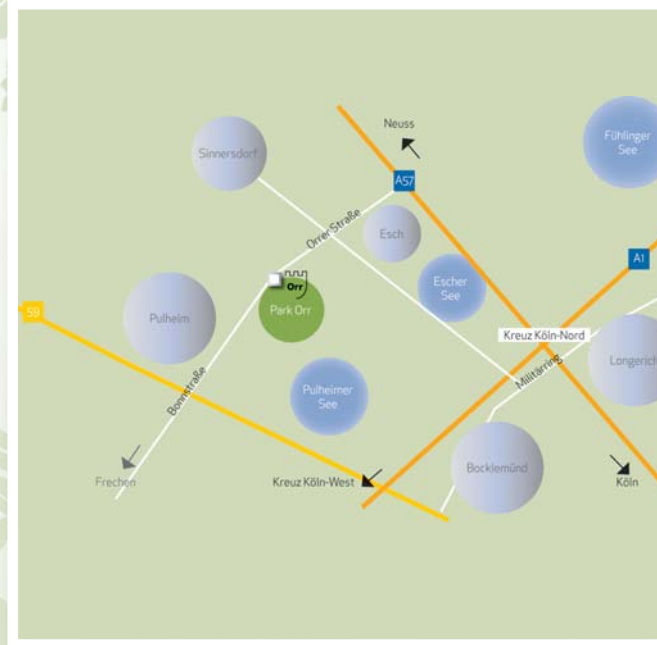 Neuss
Sinnersdorf
Fühlinger
See
A57
Orrer Straße
Esch
A1
Orr
Park Orr
Escher
See
59
Pulheim
Kreuz Köln-Nord
Longerich
Militärring
Bonnstraße
Pulheimer
See
Bocklemünd
Frechen
Kreuz Köln-West
Köln